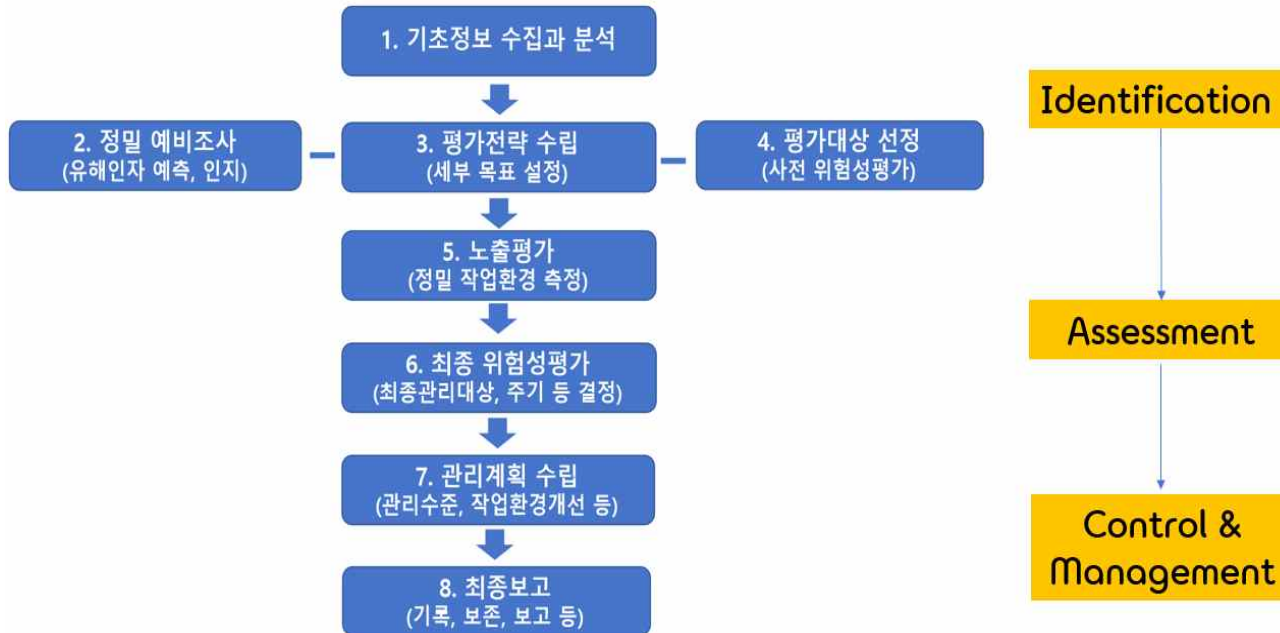 1. 기초정보 수집과 분석
2. 정밀 예비조사
(유해인자 예측, 인지)
3. 평가전략 수립
(세부 목표 설정)
4. 평가대상 선정
(사전 위험성평가)
5. 노출평가
(정밀 작업환경 측정)
6. 최종 위험성평가
(최종관리대상, 주기 등 결정)
7. 관리계획 수립
(관리수준, 작업환경개선 등)
8. 최종보고
(기록, 보존, 보고 등)
Identification
Assessment
Control &
Management